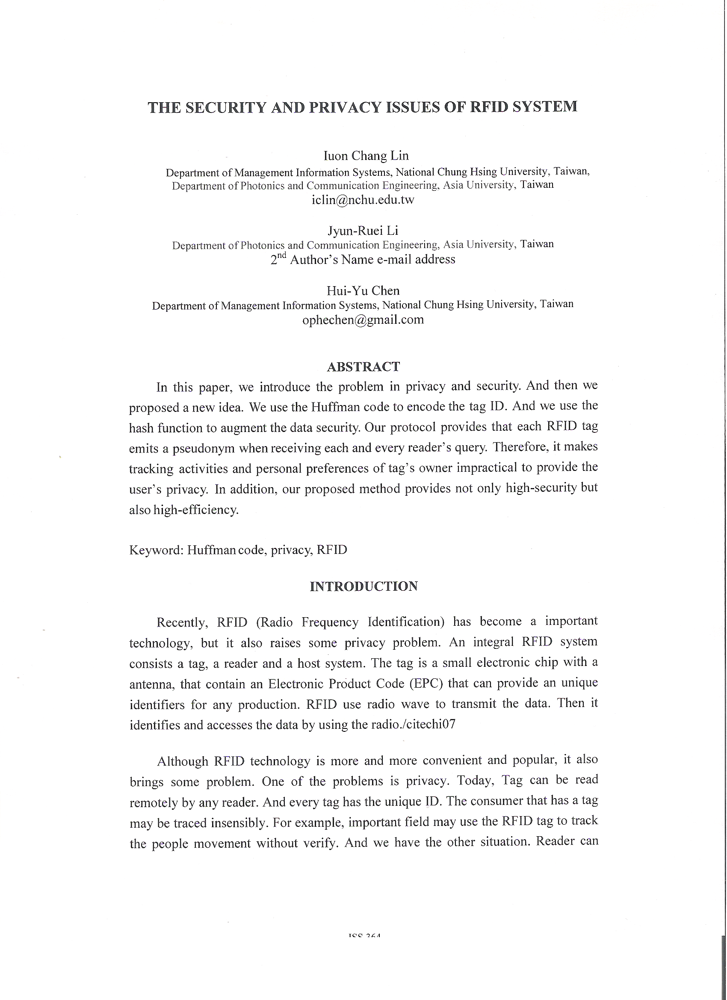 THE SECURITY AND PRIVACY ISSUES OF RFID SYSTEM
Iuon Chang Lin
Department of Management Information Systems, National Chung Hsing University, Taiwan,
Department of Photonics and Communication Engineering, Asia University, Taiwan
iclin@nchu.edu.tw
Jyun-Ruei Li
Department of Photonics and Communication Engineering, Asia University, Taiwan
2nd Author's Name e-mail address
Hui-Yu Chen
Department of Management Information Systems, National Chung Hsing University, Taiwan
ophechen@gmail.com
ABSTRACT
In this paper, we introduce the problem in privacy and security. And then we
proposed a new idea. We use the Huffman code to encode the tag ID. And we use the
hash function to augment the data security. Our protocol provides that each RFID tag
emits a pseudonym when receiving each and every reader's query. Therefore, it makes
tracking activities and personal preferences of tag's owner impractical to provide the
user's privacy. In addition, our proposed method provides not only high-security but
also high-efficiency.
Keyword: Huffman code, privacy, RFID
INTRODUCTION
Recently, RFID (Radio Frequency Identification) has become a important
technology, but it also raises some privacy problem. An integral RFID system
consists a tag, a reader and a host system. The tag is a small electronic chip with a
antenna, that contain an Electronic Product Code (EPC) that can provide an unique
identifiers for any production. RFID use radio wave to transmit the data. Then it
identifies and accesses the data by using the radio./citechi07
Although RFID technology is more and more convenient and popular, it also
brings some problem. One of the problems is privacy. Today, Tag can be read
remotely by any reader. And every tag has the unique ID. The consumer that has a tag
may be traced insensibly. For example, important field may use the RFID tag to track
the people movement without verify. And we have the other situation. Reader can